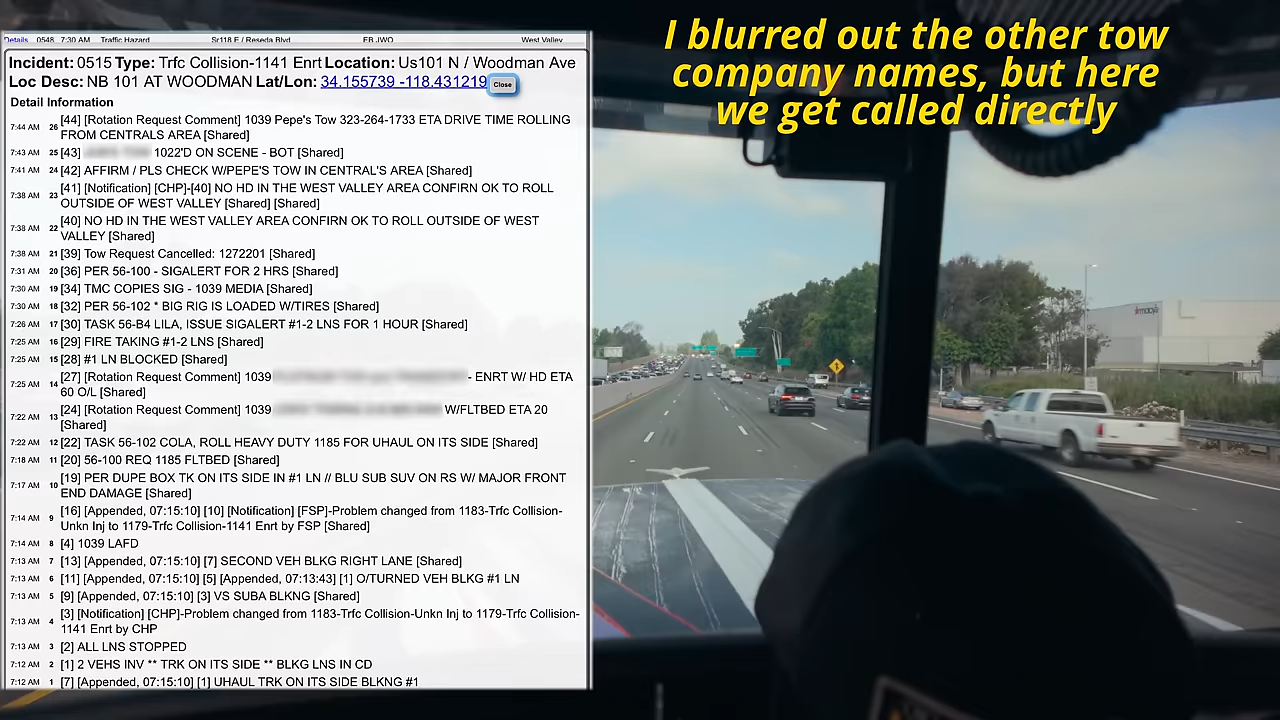 Details 0548 7:30 AM Traffic Hazard Sr118 E / Reseda Blvd EB JWO West Valley
Incident: 0515 Type: Trfc Collision-1141 Enrt Location: Us101 N / Woodman Ave
Loc Desc: NB 101 AT WOODMAN Lat/Lon: 34.155739 -118.431219 Close
Detail Information
7:44 AM 26 [44] [Rotation Request Comment] 1039 Pepe's Tow 323-264-1733 ETA DRIVE TIME ROLLING
FROM CENTRALS AREA [Shared]
7:43 AM 25 [43] 1022'D ON SCENE - BOT [Shared]
7:41 AM 24 [42] AFFIRM / PLS CHECK W/PEPE'S TOW IN CENTRAL'S AREA [Shared]
7:38 AM 23 [41] [Notification] [CHP]-[40] NO HD IN THE WEST VALLEY AREA CONFIRN OK TO ROLL
OUTSIDE OF WEST VALLEY [Shared] [Shared]
7:38 AM 22 [40] NO HD IN THE WEST VALLEY AREA CONFIRN OK TO ROLL OUTSIDE OF WEST
VALLEY [Shared]
7:38 AM 21 [39] Tow Request Cancelled: 1272201 [Shared]
7:31 AM 20 [36] PER 56-100 - SIGALERT FOR 2 HRS [Shared]
7:30 AM 19 [34] TMC COPIES SIG - 1039 MEDIA [Shared]
7:30 AM 18 [32] PER 56-102 * BIG RIG IS LOADED W/TIRES [Shared]
7:26 AM 17 [30] TASK 56-B4 LILA, ISSUE SIGALERT #1-2 LNS FOR 1 HOUR [Shared]
7:25 AM 16 [29] FIRE TAKING #1-2 LNS [Shared]
7:25 AM 15 [28] #1 LN BLOCKED [Shared]
7:25 AM 14 [27] [Rotation Request Comment] 1039 - ENRT W/ HD ETA
60 O/L [Shared]
7:22 AM 13 [24] [Rotation Request Comment] 1039 W/FLTBED ETA 20
[Shared]
7:22 AM 12 [22] TASK 56-102 COLA, ROLL HEAVY DUTY 1185 FOR UHAUL ON ITS SIDE [Shared]
7:18 AM 11 [20] 56-100 REQ 1185 FLTBED [Shared]
7:17 AM 10 [19] PER DUPE BOX TK ON ITS SIDE IN #1 LN // BLU SUB SUV ON RS W/ MAJOR FRONT
END DAMAGE [Shared]
7:14 AM 9 [16] [Appended, 07:15:10] [10] [Notification] [FSP]-Problem changed from 1183-Trfc Collision-
Unkn Inj to 1179-Trfc Collision-1141 Enrt by FSP [Shared]
7:14 AM 8 [4] 1039 LAFD
7:13 AM 7 [13] [Appended, 07:15:10] [7] SECOND VEH BLKG RIGHT LANE [Shared]
7:13 AM 6 [11] [Appended, 07:15:10] [5] [Appended, 07:13:43] [1] O/TURNED VEH BLKG #1 LN
7:13 AM 5 [9] [Appended, 07:15:10] [3] VS SUBA BLKNG [Shared]
7:13 AM 4 [3] [Notification] [CHP]-Problem changed from 1183-Trfc Collision-Unkn Inj to 1179-Trfc Collision-
1141 Enrt by CHP
7:13 AM 3 [2] ALL LNS STOPPED
7:12 AM 2 [1] 2 VEHS INV ** TRK ON ITS SIDE ** BLKG LNS IN CD
7:12 AM 1 [7] [Appended, 07:15:10] [1] UHAUL TRK ON ITS SIDE BLKNG #1
I blurred out the other tow
company names, but here
we get called directly
macy's